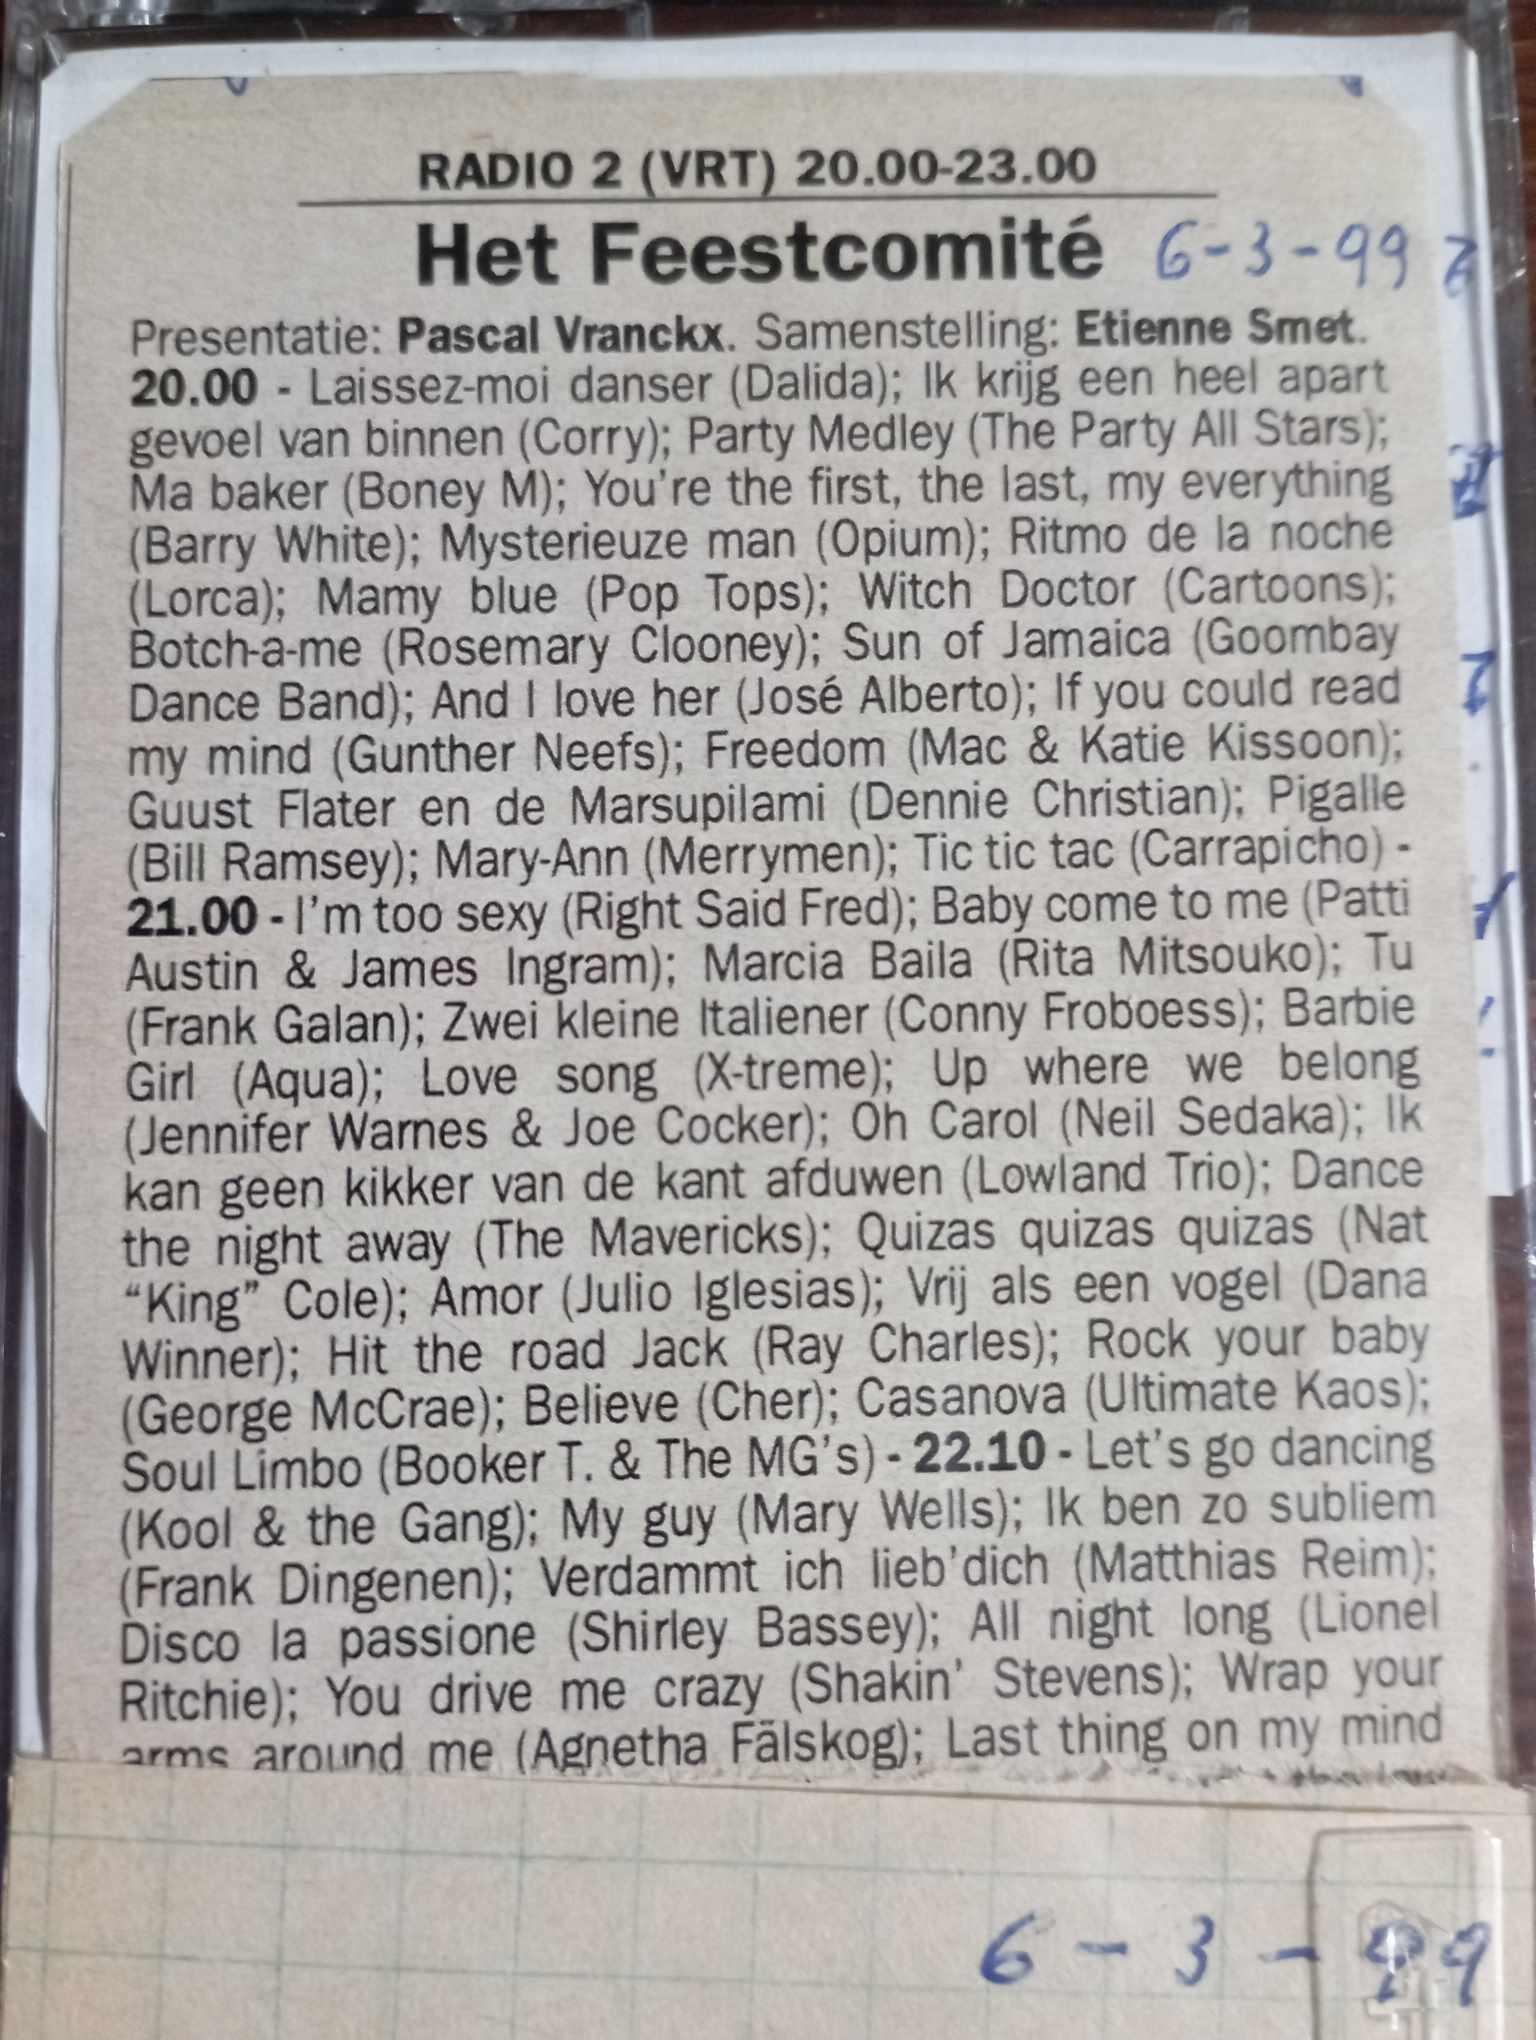 RADIO 2 (VRT) 20.00-23.00
Het Feestcomité 6-3-99
Presentatie: Pascal Vranckx. Samenstelling: Etienne Smet.
20.00 - Laissez-moi danser (Dalida); Ik krijg een heel apart
gevoel van binnen (Corry); Party Medley (The Party All Stars);
Ma baker (Boney M); You're the first, the last, my everything
(Barry White); Mysterieuze man (Opium); Ritmo de la noche
(Lorca); Mamy blue (Pop Tops); Witch Doctor (Cartoons);
Botch-a-me (Rosemary Clooney); Sun of Jamaica (Goombay
Dance Band); And I love her (José Alberto); If you could read
my mind (Gunther Neefs); Freedom (Mac & Katie Kissoon);
Guust Flater en de Marsupilami (Dennie Christian); Pigalle
(Bill Ramsey); Mary-Ann (Merrymen); Tic tic tac (Carrapicho) -
21.00 - I'm too sexy (Right Said Fred); Baby come to me (Patti
Austin & James Ingram); Marcia Baila (Rita Mitsouko); Tu
(Frank Galan); Zwei kleine Italiener (Conny Froboess); Barbie
Girl (Aqua); Love song (X-treme); Up where we belong
(Jennifer Warnes & Joe Cocker); Oh Carol (Neil Sedaka); Ik
kan geen kikker van de kant afduwen (Lowland Trio); Dance
the night away (The Mavericks); Quizas quizas quizas (Nat
“King” Cole); Amor (Julio Iglesias); Vrij als een vogel (Dana
Winner); Hit the road Jack (Ray Charles); Rock your baby
(George McCrae); Believe (Cher); Casanova (Ultimate Kaos);
Soul Limbo (Booker T. & The MG's) - 22.10 - Let's go dancing
(Kool & the Gang); My guy (Mary Wells); Ik ben zo subliem
(Frank Dingenen); Verdammt ich lieb'dich (Matthias Reim);
Disco la passione (Shirley Bassey); All night long (Lionel
Ritchie); You drive me crazy (Shakin' Stevens); Wrap your
arms around me (Agnetha Fälskog); Last thing on my mind
6-3-99